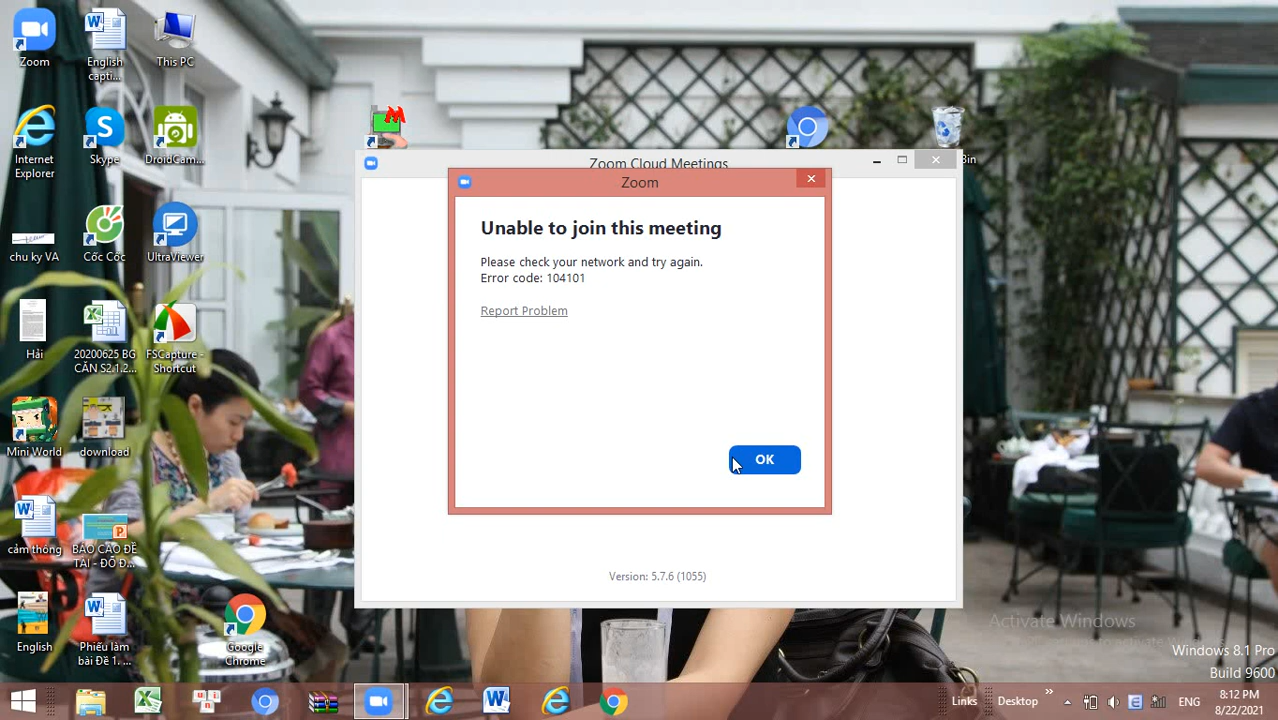 Zoom
English capti...
This PC
Internet Explorer
Skype
DroidCam...
Bin
Zoom Cloud Meetings
Zoom
Unable to join this meeting
Please check your network and try again.
Error code: 104101
Report Problem
OK
Version: 5.7.6 (1055)
chu ky VA
Cốc Cốc
UltraViewer
Hải
20200625 BG CĂN S2.1.2...
FSCapture - Shortcut
Mini World
download
cảm thông
BÁO CÁO ĐỀ TÀI - ĐỒ Đ...
English
Phiếu làm bài Đề 1. ...
Google Chrome
Activate Windows
Windows 8.1 Pro
Build 9600
Links
Desktop
ENG
8:12 PM
8/22/2021